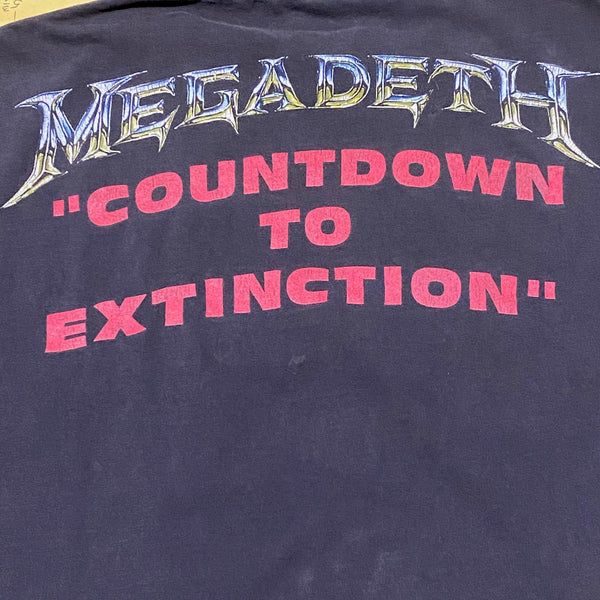 MEGADETH
"COUNTDOWN
TO
EXTINCTION"